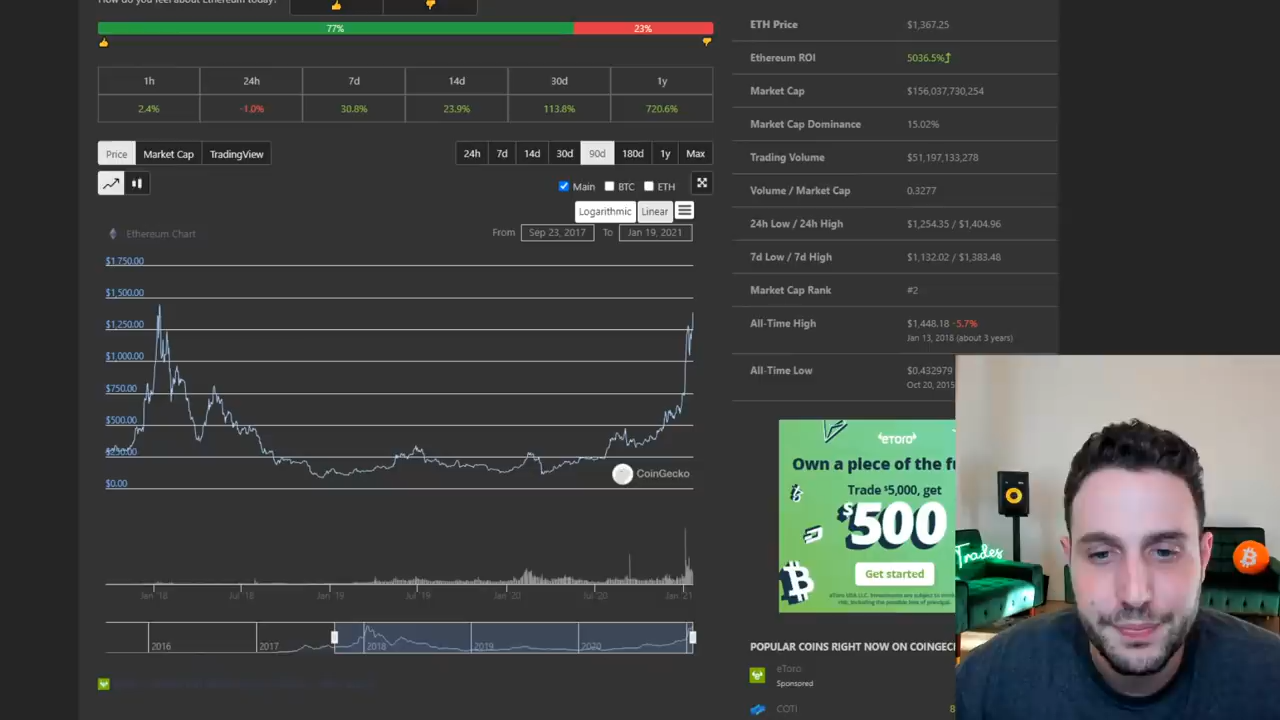 How do you feel about Ethereum today?
77%
23%
1h 24h 7d 14d 30d 1y
2.4% -1.0% 30.8% 23.9% 113.8% 720.6%
Price Market Cap TradingView
24h 7d 14d 30d 90d 180d 1y Max
Main BTC ETH
Logarithmic Linear
Ethereum Chart
From Sep 23, 2017 To Jan 19, 2021
$1,750.00
$1,500.00
$1,250.00
$1,000.00
$750.00
$500.00
$250.00
$0.00
CoinGecko
Jan '18 Jul '18 Jan '19 Jul '19 Jan '20 Jul '20 Jan '21
2016 2017 2018 2019 2020
ETH Price $1,367.25
Ethereum ROI 5036.5%
Market Cap $156,037,730,254
Market Cap Dominance 15.02%
Trading Volume $51,197,133,278
Volume / Market Cap 0.3277
24h Low / 24h High $1,254.35 / $1,404.96
7d Low / 7d High $1,132.02 / $1,383.48
Market Cap Rank #2
All-Time High $1,448.18 -5.7%
Jan 13, 2018 (about 3 years)
All-Time Low $0.432979
Oct 20, 2015
eToro
Own a piece of the fu
Trade $5,000, get
$500
Get started
POPULAR COINS RIGHT NOW ON COINGEC
eToro
Sponsored
COTI 8
Trades